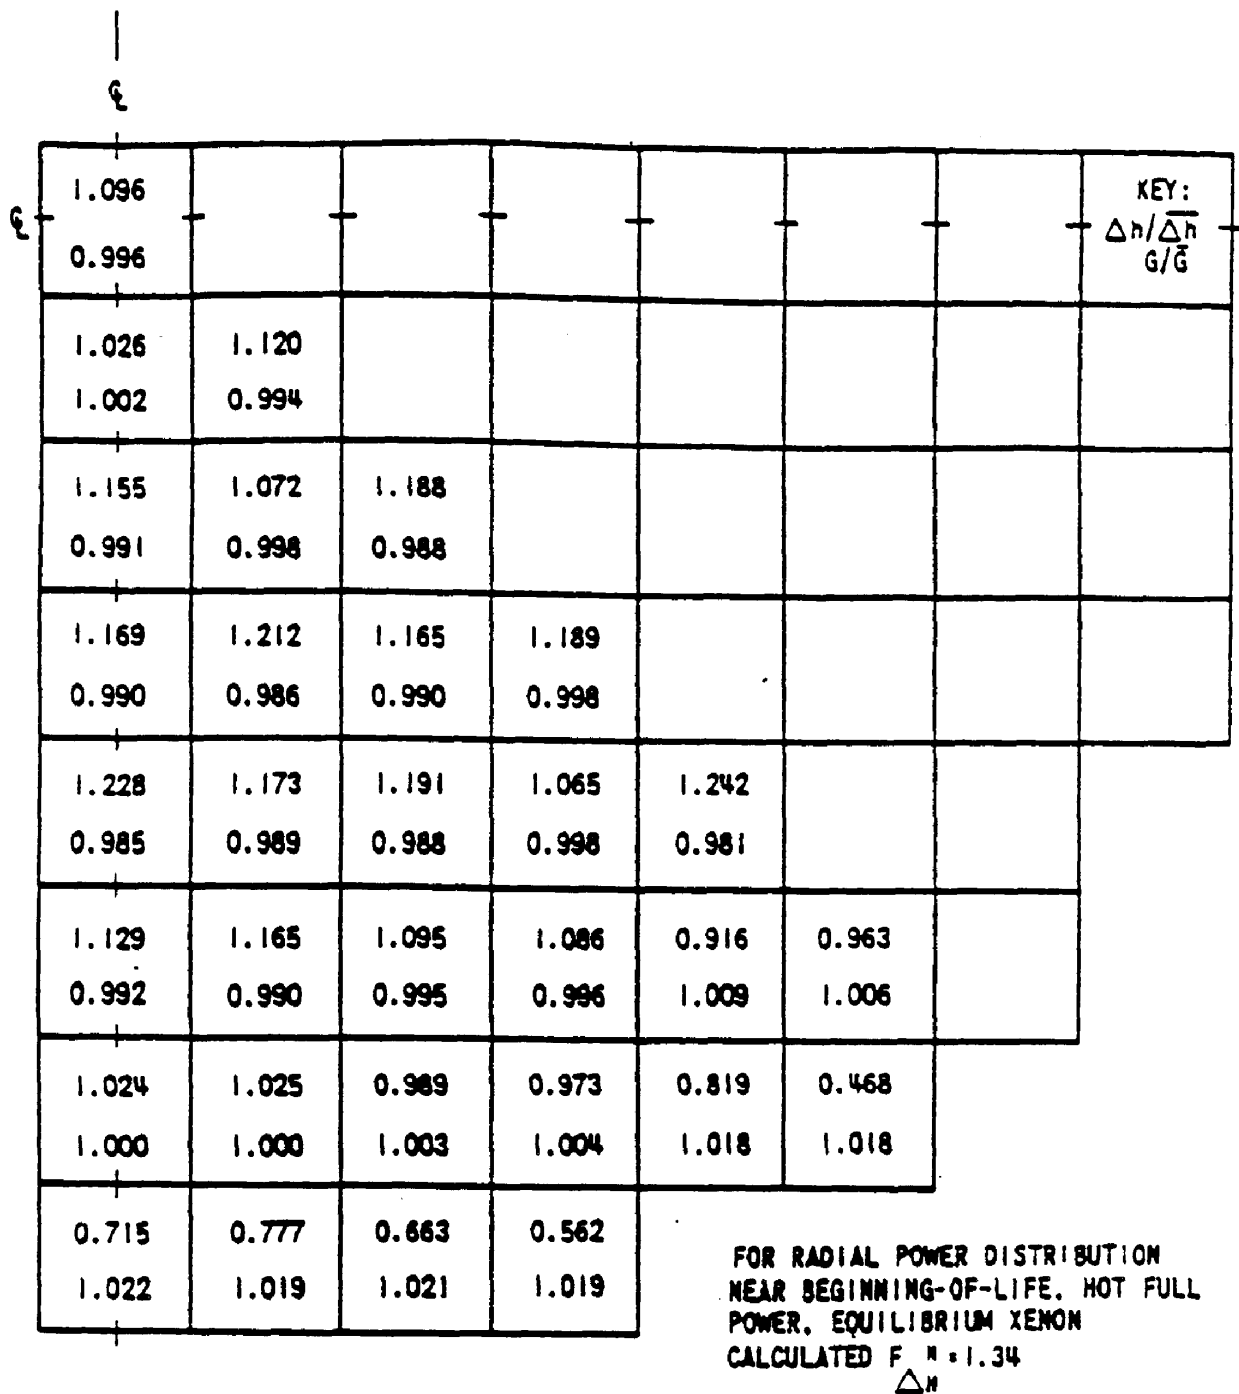 ℄
℄
1.096
0.996
KEY:
△h/△h̅
G/G̅
1.026 1.120
1.002 0.994
1.155 1.072 1.188
0.991 0.998 0.988
1.169 1.212 1.165 1.189
0.990 0.986 0.990 0.998
1.228 1.173 1.191 1.065 1.242
0.985 0.989 0.988 0.998 0.981
1.129 1.165 1.095 1.086 0.916 0.963
0.992 0.990 0.995 0.996 1.009 1.006
1.024 1.025 0.989 0.973 0.819 0.468
1.000 1.000 1.003 1.004 1.018 1.018
0.715 0.777 0.663 0.562
1.022 1.019 1.021 1.019
FOR RADIAL POWER DISTRIBUTION
NEAR BEGINNING-OF-LIFE, HOT FULL
POWER, EQUILIBRIUM XENON
CALCULATED F N = 1.34
△H